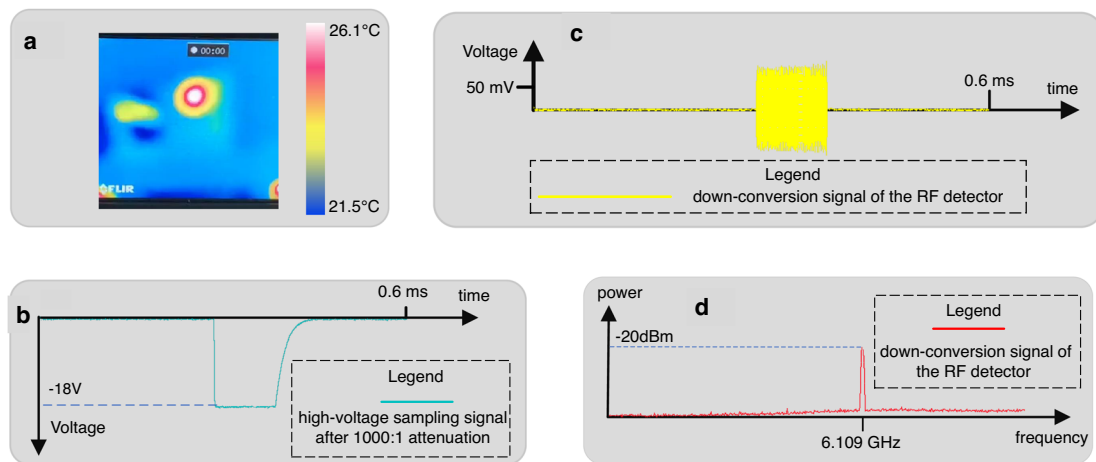 a
26.1°C
00:00
FLIR
21.5°C
c
Voltage
50 mV
0.6 ms
time
Legend
down-conversion signal of the RF detector
b
0.6 ms
time
-18V
Voltage
Legend
high-voltage sampling signal
after 1000:1 attenuation
d
power
-20dBm
Legend
down-conversion signal of
the RF detector
6.109 GHz
frequency